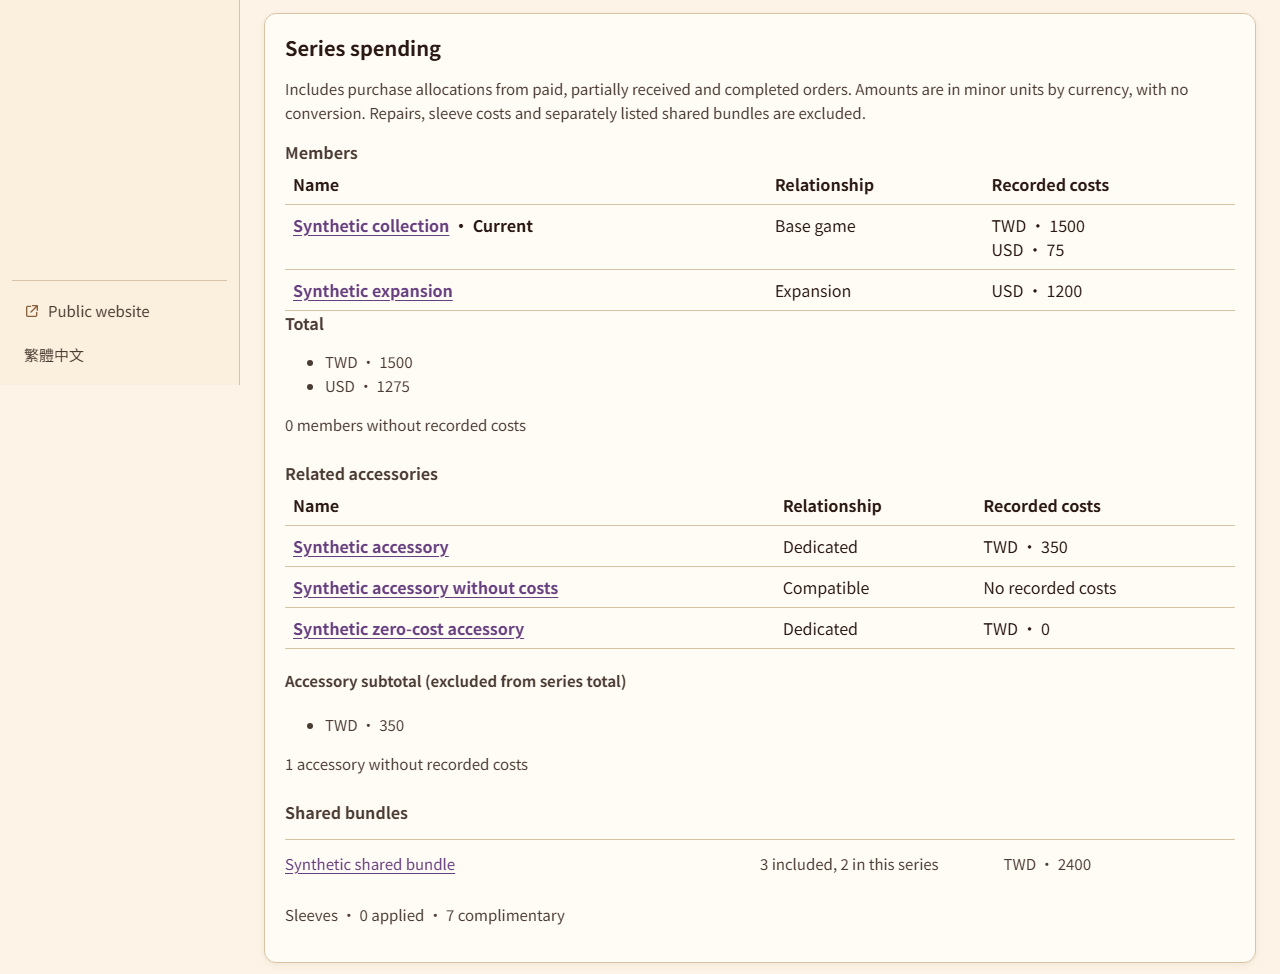 Public website
繁體中文
Series spending
Includes purchase allocations from paid, partially received and completed orders. Amounts are in minor units by currency, with no
conversion. Repairs, sleeve costs and separately listed shared bundles are excluded.
Members
Name Relationship Recorded costs
Synthetic collection・Current Base game TWD・1500
USD・75
Synthetic expansion Expansion USD・1200
Total
TWD・1500
USD・1275
0 members without recorded costs
Related accessories
Name Relationship Recorded costs
Synthetic accessory Dedicated TWD・350
Synthetic accessory without costs Compatible No recorded costs
Synthetic zero-cost accessory Dedicated TWD・0
Accessory subtotal (excluded from series total)
TWD・350
1 accessory without recorded costs
Shared bundles
Synthetic shared bundle 3 included, 2 in this series TWD・2400
Sleeves・0 applied・7 complimentary